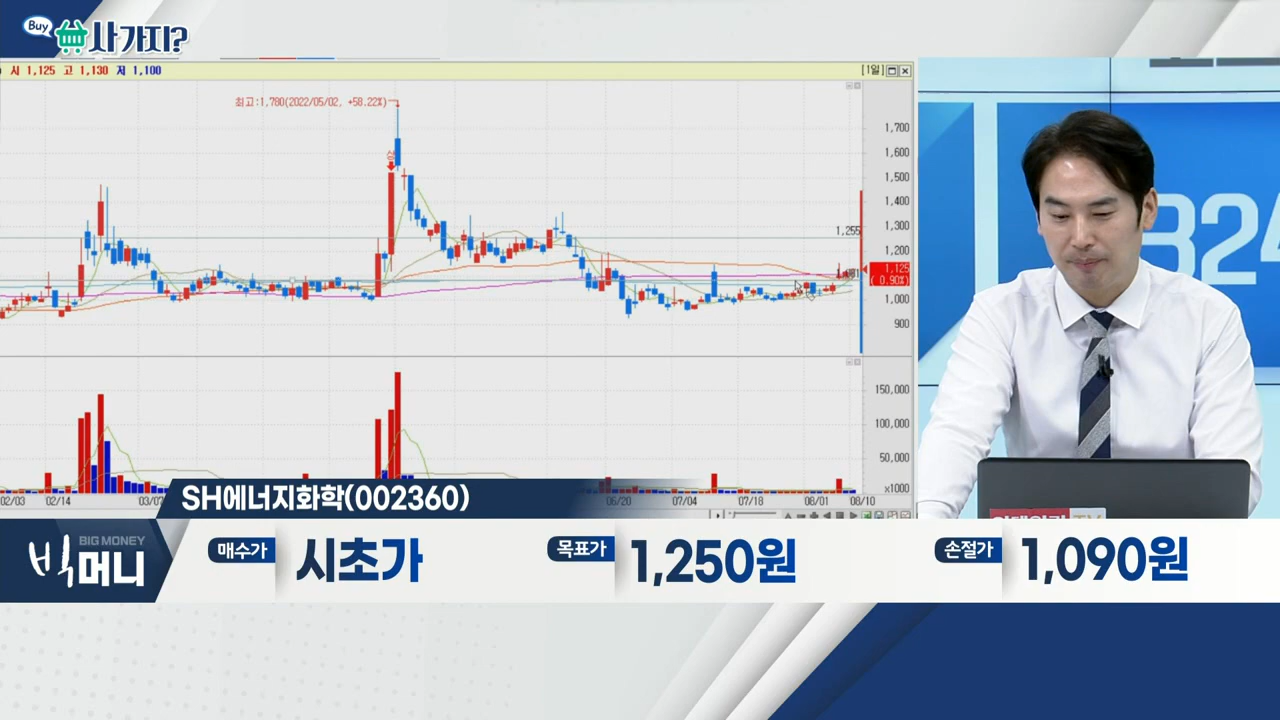 Buy
사가지?
시 1,125 고 1,130 저 1,100
[1일]
최고:1,780(2022/05/02, +58.22%)
상
1,700
1,600
1,500
1,400
1,300
1,255
1,200
1,125
( 0.90%)
1,000
900
150,000
100,000
50,000
x1000
02/03 02/14 03/07 06/20 07/04 07/18 08/01 08/10
B24
SH에너지화학(002360)
BIG MONEY
빅머니
매수가 시초가 목표가 1,250원 손절가 1,090원